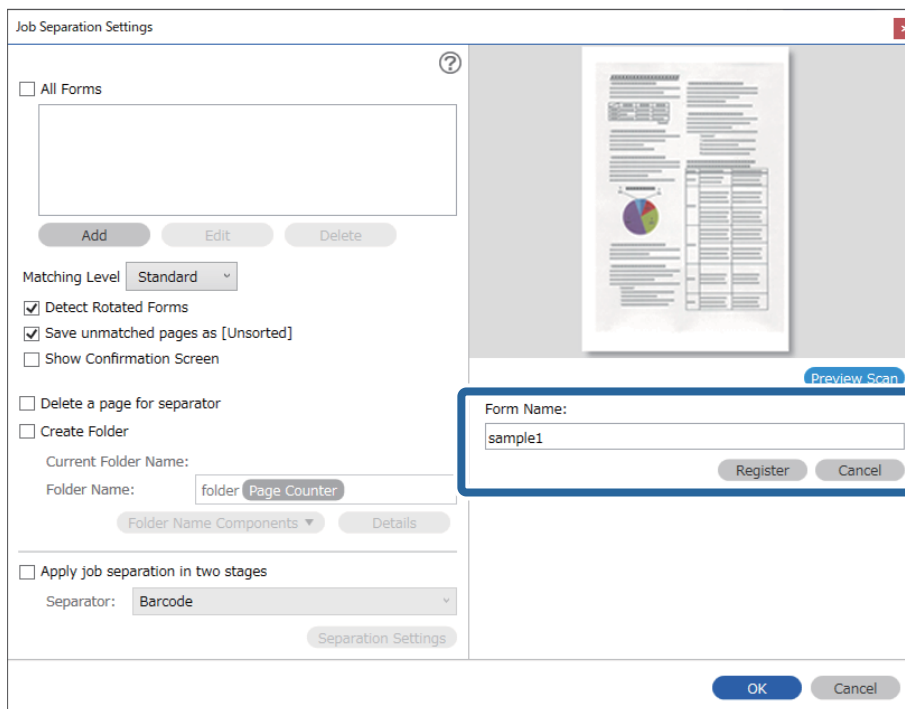 Job Separation Settings
?
All Forms
Add Edit Delete
Matching Level Standard
Detect Rotated Forms
Save unmatched pages as [Unsorted]
Show Confirmation Screen
Delete a page for separator
Create Folder
Current Folder Name:
Folder Name: folder Page Counter
Folder Name Components ▼ Details
Apply job separation in two stages
Separator: Barcode
Separation Settings
Preview Scan
Form Name:
sample1
Register Cancel
OK Cancel